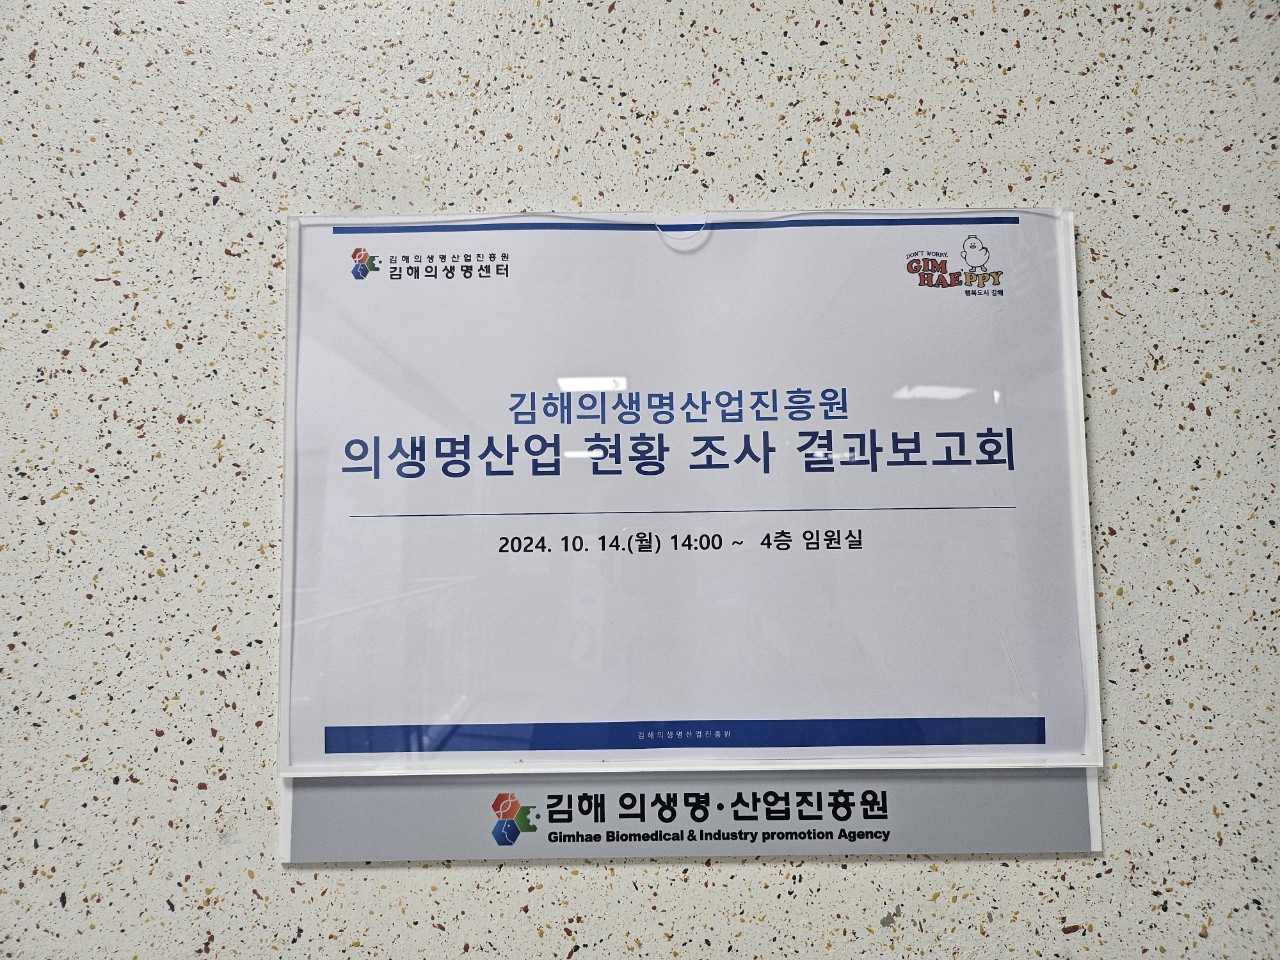 김해의생명산업진흥원
김해의생명센터
DON'T WORRY.
GIM
HAE PPY
행복도시 김해
김해의생명산업진흥원
의생명산업 현황 조사 결과보고회
2024. 10. 14.(월) 14:00 ~ 4층 임원실
김해의생명산업진흥원
김해 의생명·산업진흥원
Gimhae Biomedical & Industry promotion Agency